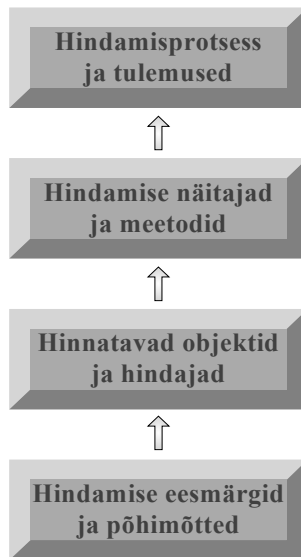 Hindamisprotsess
ja tulemused
Hindamise näitajad
ja meetodid
Hinnatavad objektid
ja hindajad
Hindamise eesmärgid
ja põhimõtted